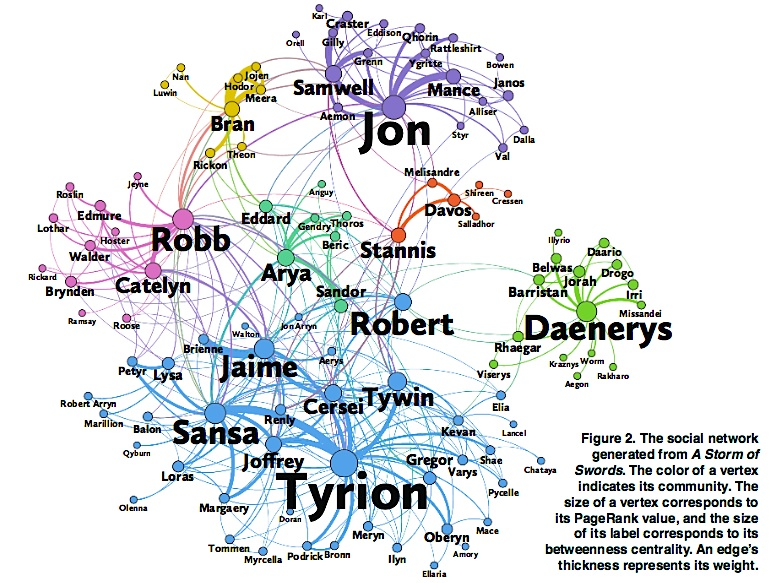 Karl
Craster
Eddison
Qhorin
Orell
Gilly
Rattleshirt
Grenn
Ygritte
Bowen
Nan
Jojen
Samwell
Mance
Janos
Luwin
Hodor
Meera
Bran
Aemon
Jon
Alliser
Styr
Dalla
Rickon
Theon
Val
Melisandre
Jeyne
Anguy
Shireen
Roslin
Cressen
Edmure
Eddard
Davos
Lothar
Robb
Gendry
Thoros
Salladhor
Hoster
Beric
Stannis
Illyrio
Walder
Daario
Arya
Belwas
Drogo
Rickard
Catelyn
Jorah
Brynden
Sandor
Barristan
Irri
Missandei
Ramsay
Roose
Jon Arryn
Robert
Daenerys
Walton
Brienne
Rhaegar
Jaime
Aerys
Kraznys
Worm
Petyr
Lysa
Viserys
Rakharo
Aegon
Robert Arryn
Cersei
Tywin
Elia
Marillion
Renly
Balon
Sansa
Kevan
Lancel
Qyburn
Joffrey
Gregor
Shae
Varys
Chataya
Loras
Tyrion
Pycelle
Olenna
Margaery
Doran
Mace
Meryn
Oberyn
Tommen
Myrcella
Podrick
Bronn
Ilyn
Amory
Ellaria
Figure 2. The social network
generated from A Storm of
Swords. The color of a vertex
indicates its community. The
size of a vertex corresponds to
its PageRank value, and the size
of its label corresponds to its
betweenness centrality. An edge's
thickness represents its weight.